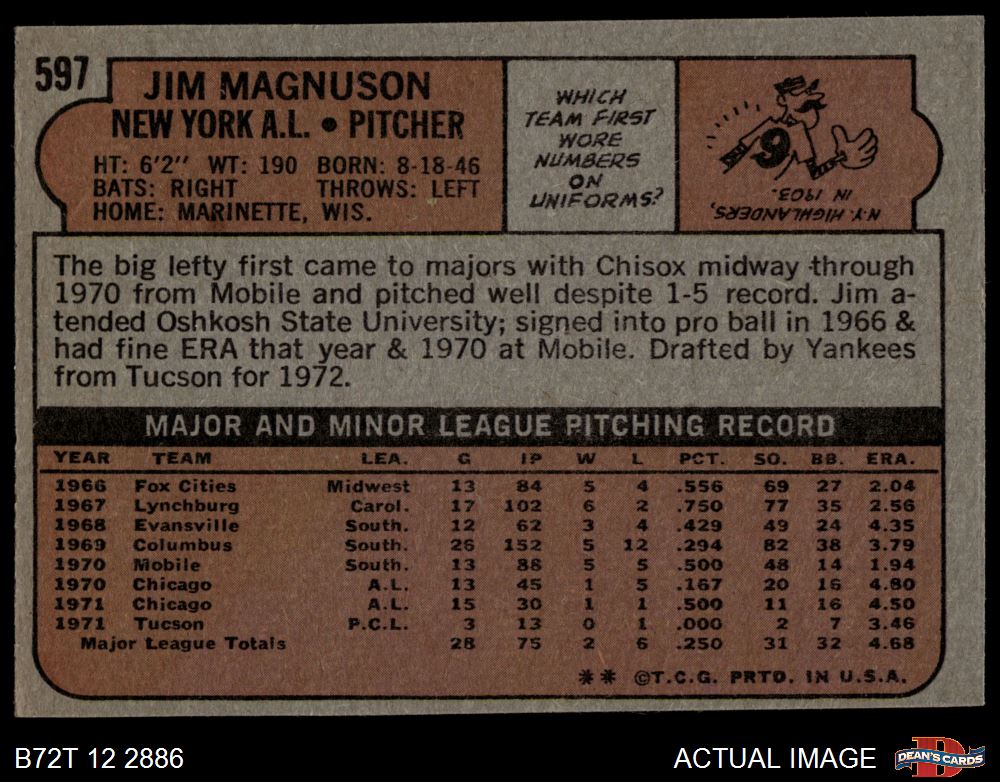 597
JIM MAGNUSON
NEW YORK A.L. • PITCHER
HT: 6'2" WT: 190 BORN: 8-18-46
BATS: RIGHT THROWS: LEFT
HOME: MARINETTE, WIS.
WHICH
TEAM FIRST
WORE
NUMBERS
ON
UNIFORMS?
9
N.Y. HIGHLANDERS,
IN 1903.
The big lefty first came to majors with Chisox midway through
1970 from Mobile and pitched well despite 1-5 record. Jim a-
tended Oshkosh State University; signed into pro ball in 1966 &
had fine ERA that year & 1970 at Mobile. Drafted by Yankees
from Tucson for 1972.
MAJOR AND MINOR LEAGUE PITCHING RECORD
YEAR TEAM LEA. G IP W L PCT. SO. BB. ERA.
1966 Fox Cities Midwest 13 84 5 4 .556 69 27 2.04
1967 Lynchburg Carol. 17 102 6 2 .750 77 35 2.56
1968 Evansville South. 12 62 3 4 .429 49 24 4.35
1969 Columbus South. 26 152 5 12 .294 82 38 3.79
1970 Mobile South. 13 88 5 5 .500 48 14 1.94
1970 Chicago A.L. 13 45 1 5 .167 20 16 4.80
1971 Chicago A.L. 15 30 1 1 .500 11 16 4.50
1971 Tucson P.C.L. 3 13 0 1 .000 2 7 3.46
Major League Totals 28 75 2 6 .250 31 32 4.68
** ©T.C.G. PRTD. IN U.S.A.
B72T 12 2886
ACTUAL IMAGE
D
DEAN'S CARDS